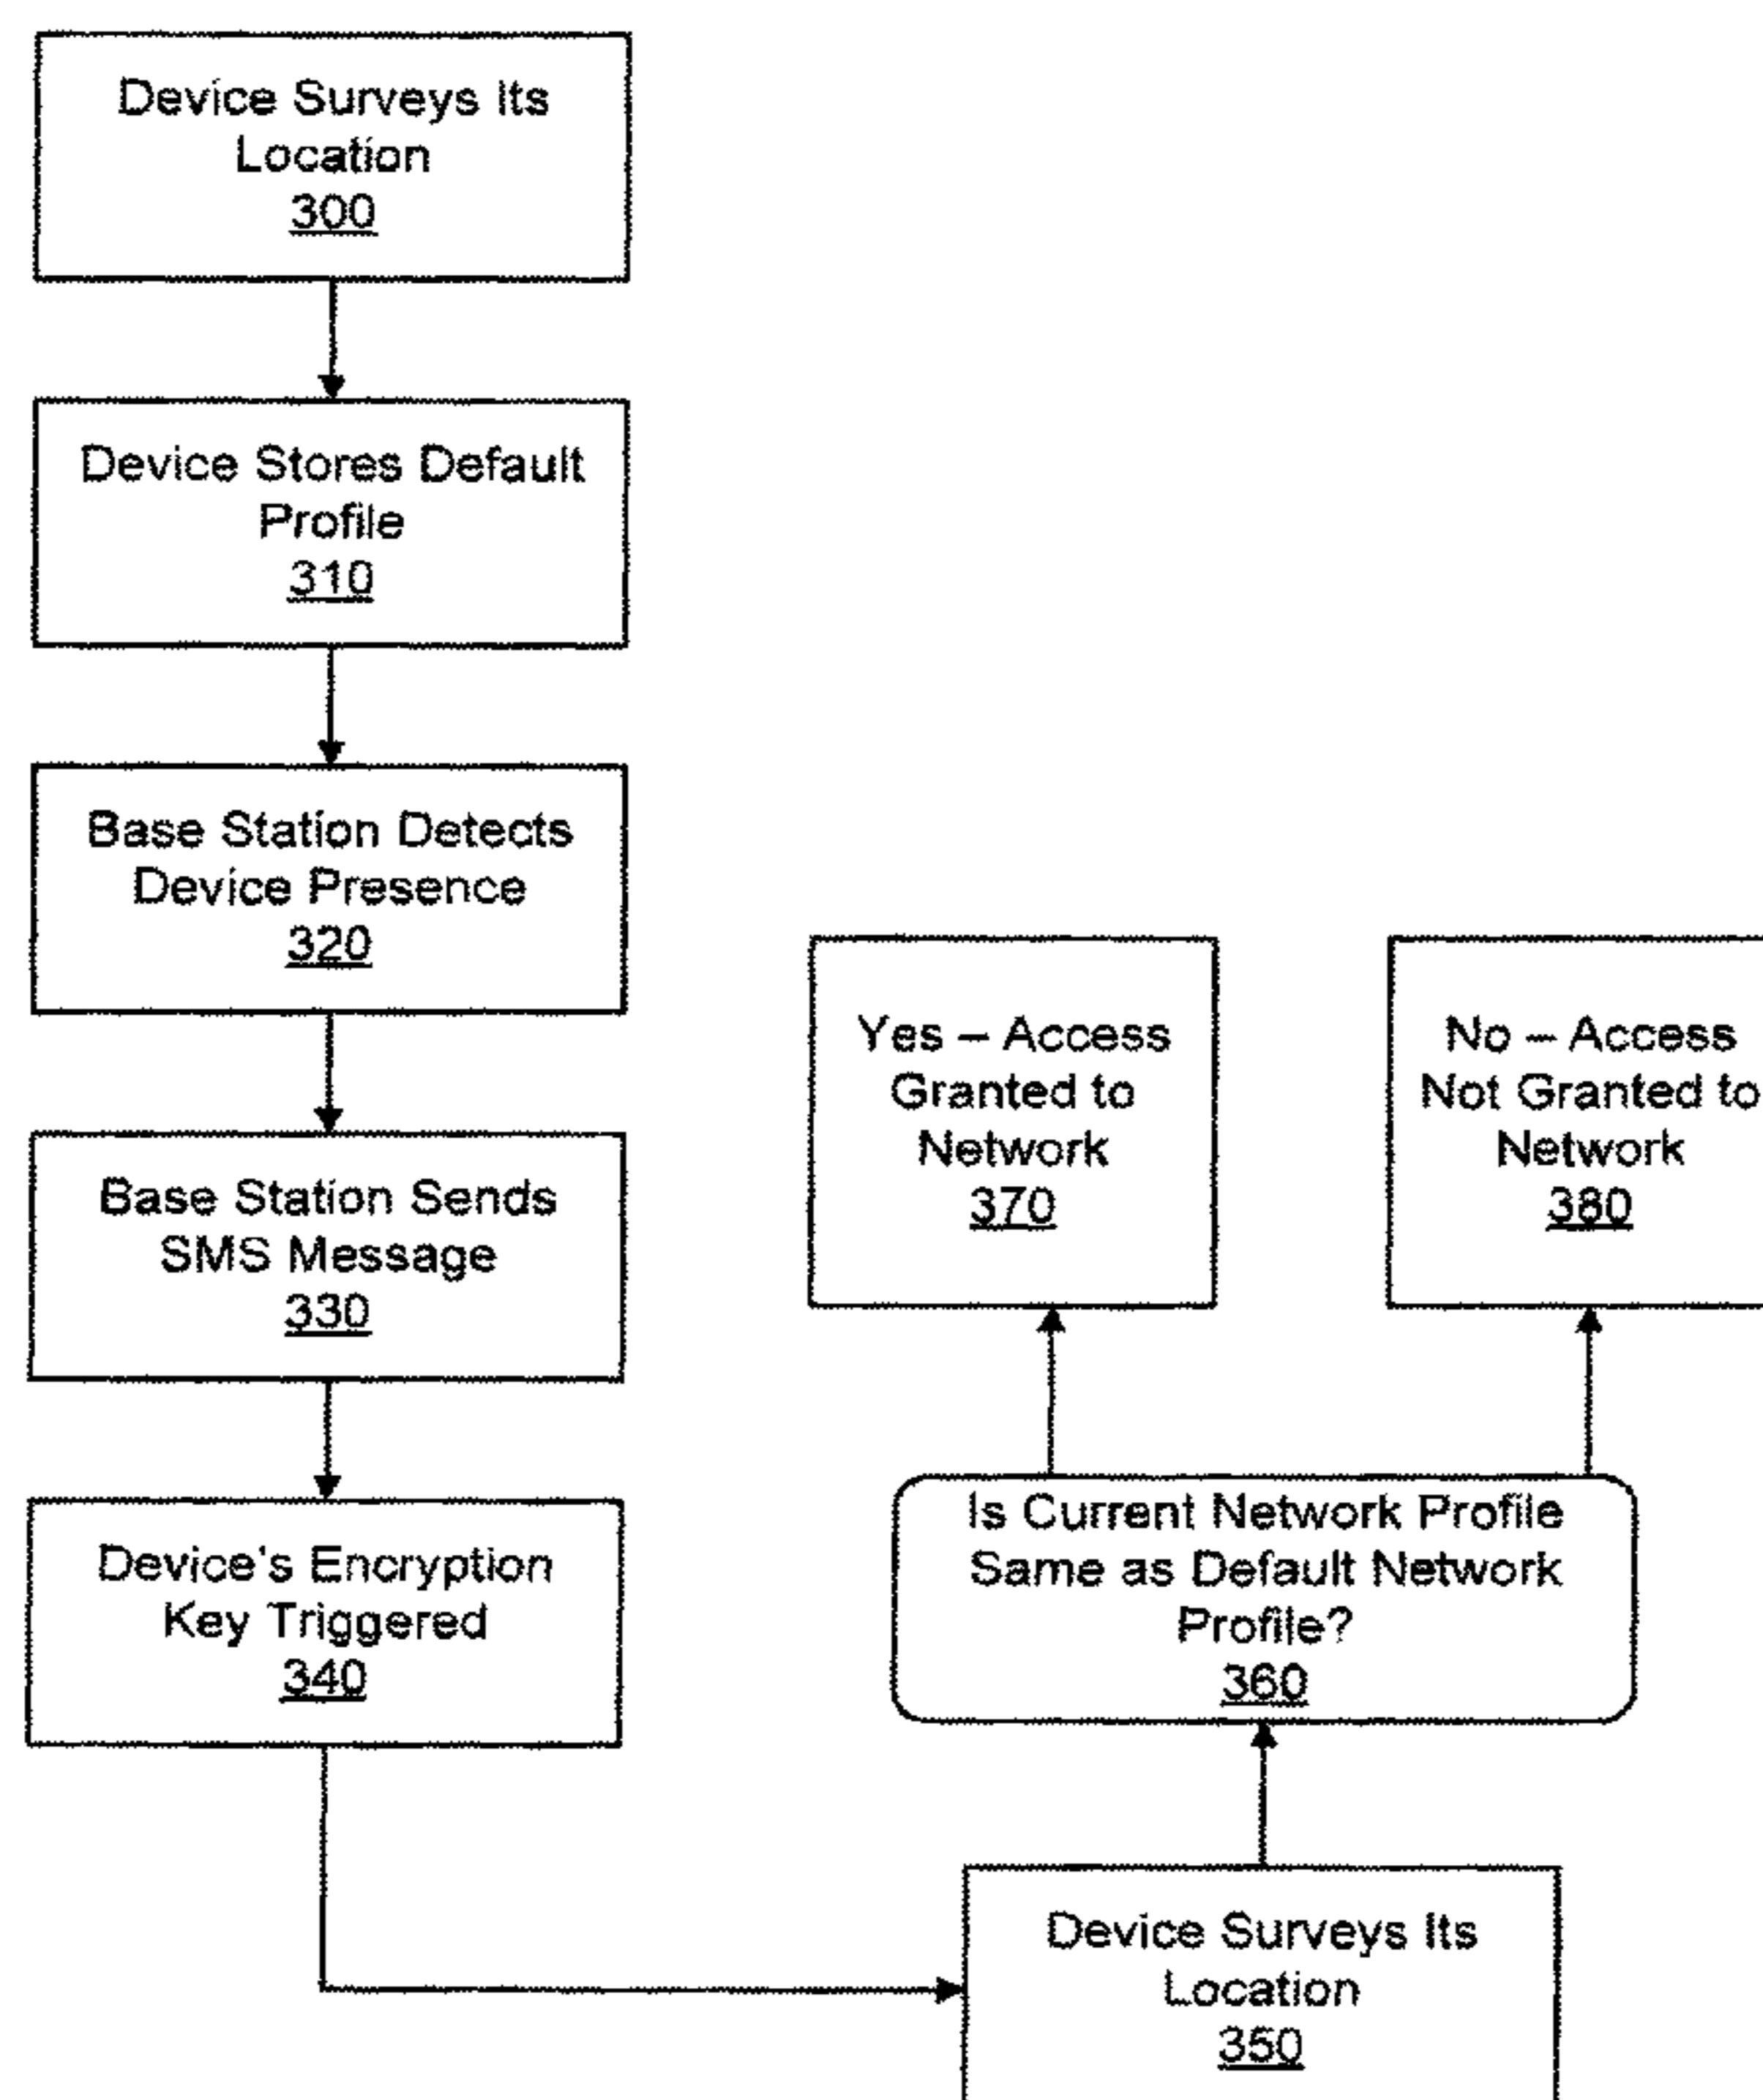 Device Surveys Its
Location
300
Device Stores Default
Profile
310
Base Station Detects
Device Presence
320
Base Station Sends
SMS Message
330
Device's Encryption
Key Triggered
340
Yes – Access
Granted to
Network
370
No – Access
Not Granted to
Network
380
Is Current Network Profile
Same as Default Network
Profile?
360
Device Surveys Its
Location
350